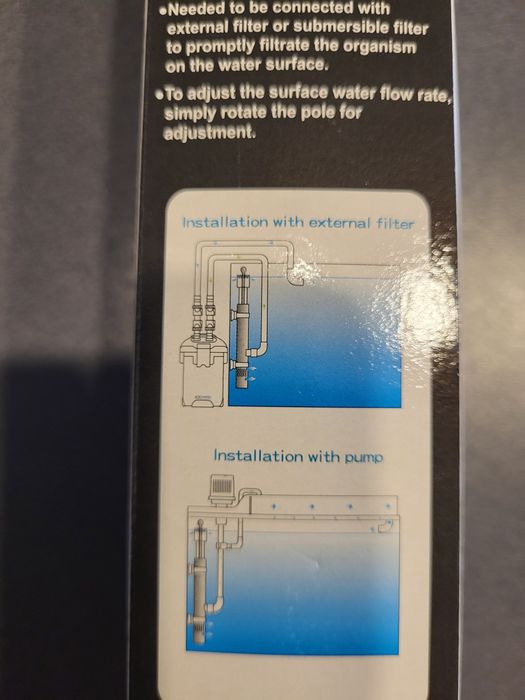 •Needed to be connected with
external filter or submersible filter
to promptly filtrate the organism
on the water surface.
•To adjust the surface water flow rate,
simply rotate the pole for
adjustment.
Installation with external filter
Installation with pump